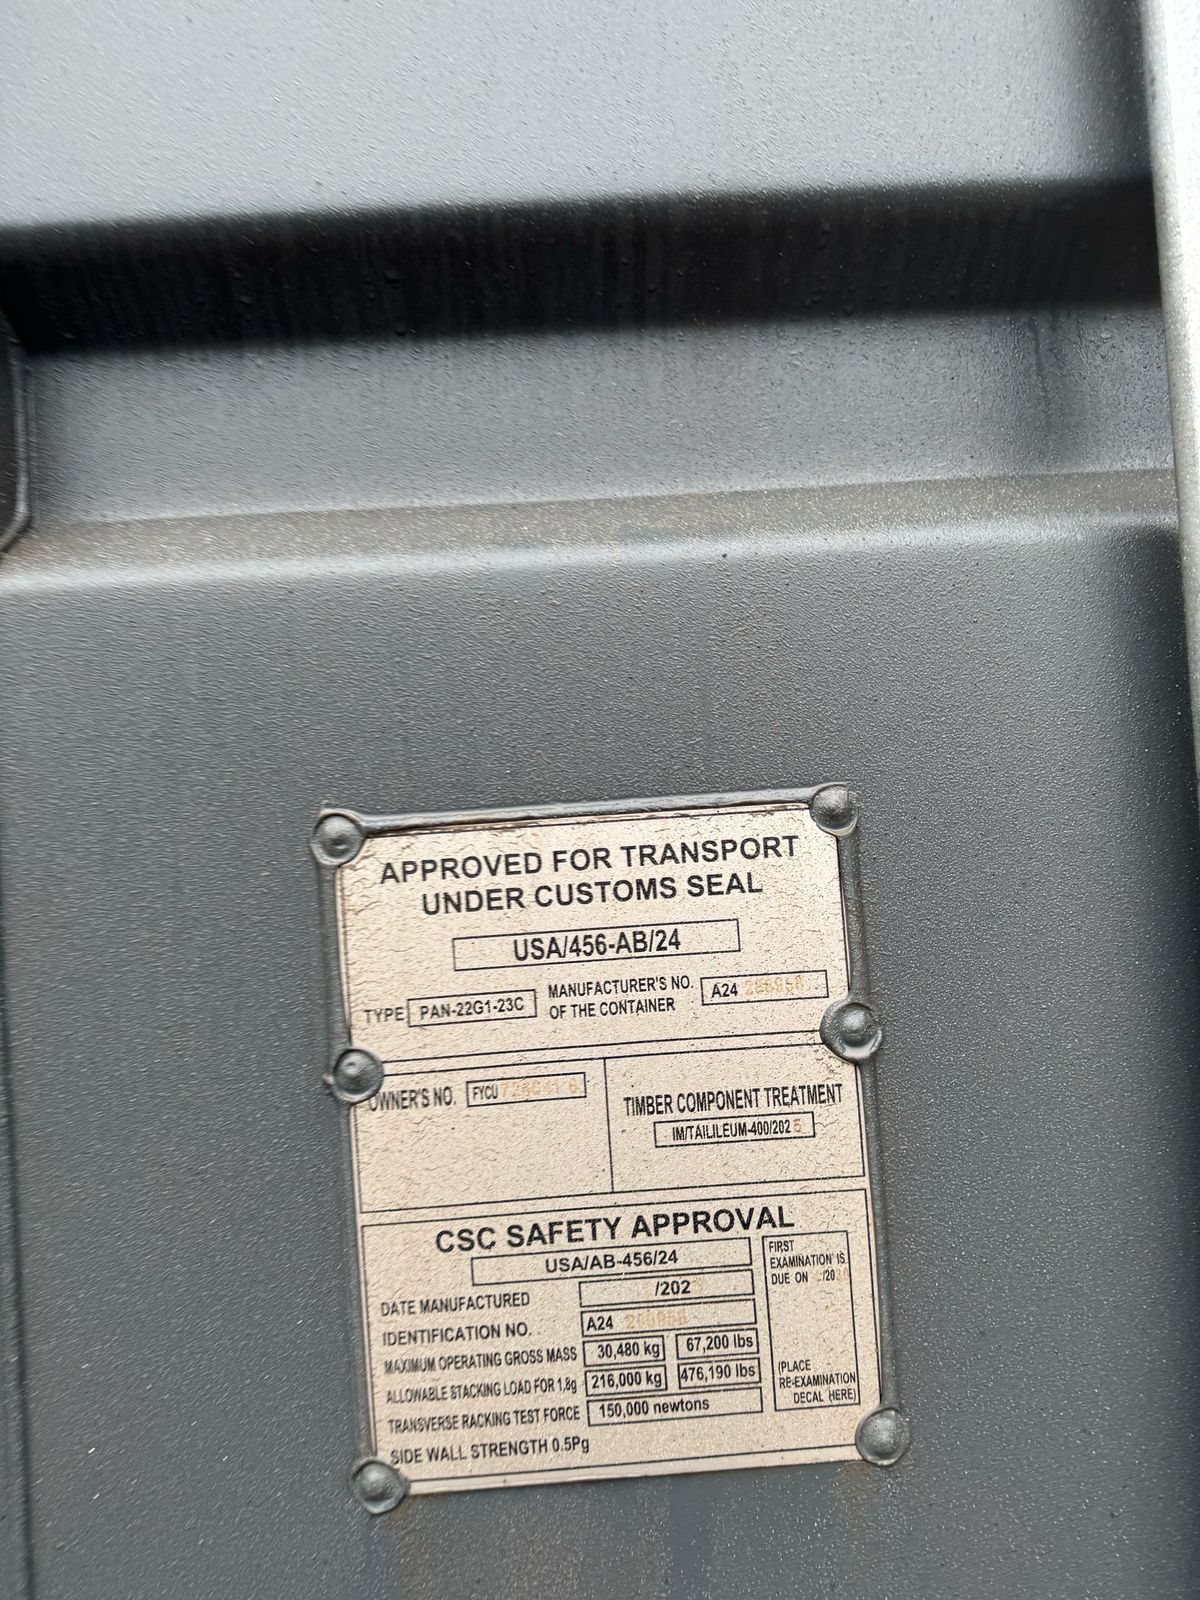 APPROVED FOR TRANSPORT
UNDER CUSTOMS SEAL
USA/456-AB/24
TYPE PAN-22G1-23C
MANUFACTURER'S NO.
OF THE CONTAINER
A24
OWNER'S NO. FYCU
TIMBER COMPONENT TREATMENT
IM/TAILILEUM-400/2025
CSC SAFETY APPROVAL
USA/AB-456/24
DATE MANUFACTURED /202
IDENTIFICATION NO. A24
MAXIMUM OPERATING GROSS MASS 30,480 kg 67,200 lbs
ALLOWABLE STACKING LOAD FOR 1.8g 216,000 kg 476,190 lbs
TRANSVERSE RACKING TEST FORCE 150,000 newtons
SIDE WALL STRENGTH 0.5Pg
FIRST
EXAMINATION IS
DUE ON
(PLACE
RE-EXAMINATION
DECAL HERE)